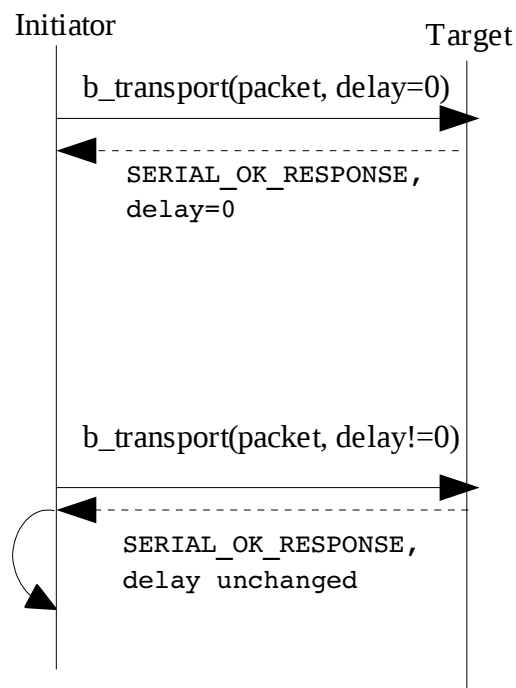 Initiator
Target
b_transport(packet, delay=0)
SERIAL_OK_RESPONSE,
delay=0
b_transport(packet, delay!=0)
SERIAL_OK_RESPONSE,
delay unchanged